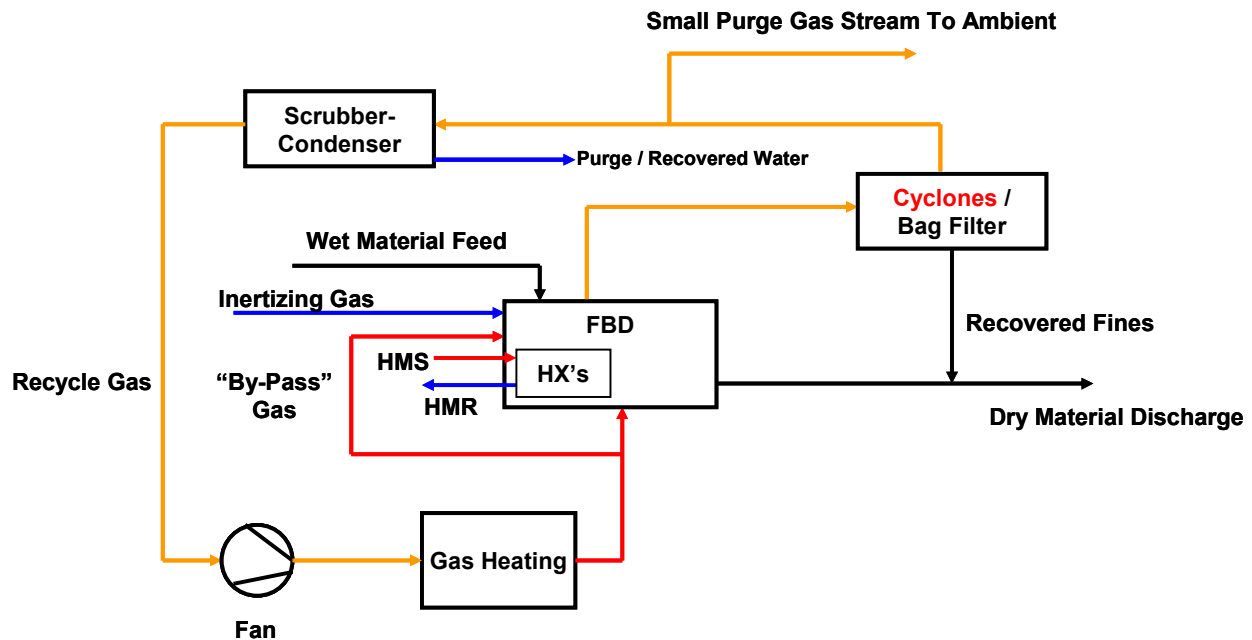 Small Purge Gas Stream To Ambient
Scrubber-
Condenser
Purge / Recovered Water
Cyclones /
Bag Filter
Wet Material Feed
Inertizing Gas
FBD
Recovered Fines
HMS
HX's
Recycle Gas
“By-Pass”
Gas
HMR
Dry Material Discharge
Gas Heating
Fan